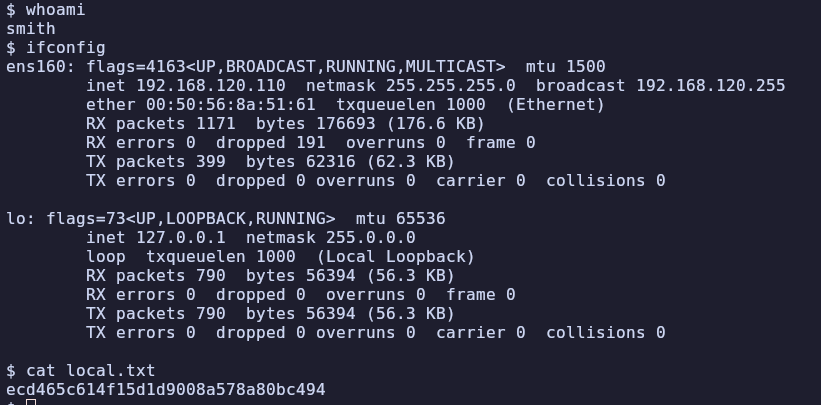 $ whoami
smith
$ ifconfig
ens160: flags=4163<UP,BROADCAST,RUNNING,MULTICAST>  mtu 1500
        inet 192.168.120.110  netmask 255.255.255.0  broadcast 192.168.120.255
        ether 00:50:56:8a:51:61  txqueuelen 1000  (Ethernet)
        RX packets 1171  bytes 176693 (176.6 KB)
        RX errors 0  dropped 191  overruns 0  frame 0
        TX packets 399  bytes 62316 (62.3 KB)
        TX errors 0  dropped 0 overruns 0  carrier 0  collisions 0

lo: flags=73<UP,LOOPBACK,RUNNING>  mtu 65536
        inet 127.0.0.1  netmask 255.0.0.0
        loop  txqueuelen 1000  (Local Loopback)
        RX packets 790  bytes 56394 (56.3 KB)
        RX errors 0  dropped 0  overruns 0  frame 0
        TX packets 790  bytes 56394 (56.3 KB)
        TX errors 0  dropped 0 overruns 0  carrier 0  collisions 0

$ cat local.txt
ecd465c614f15d1d9008a578a80bc494